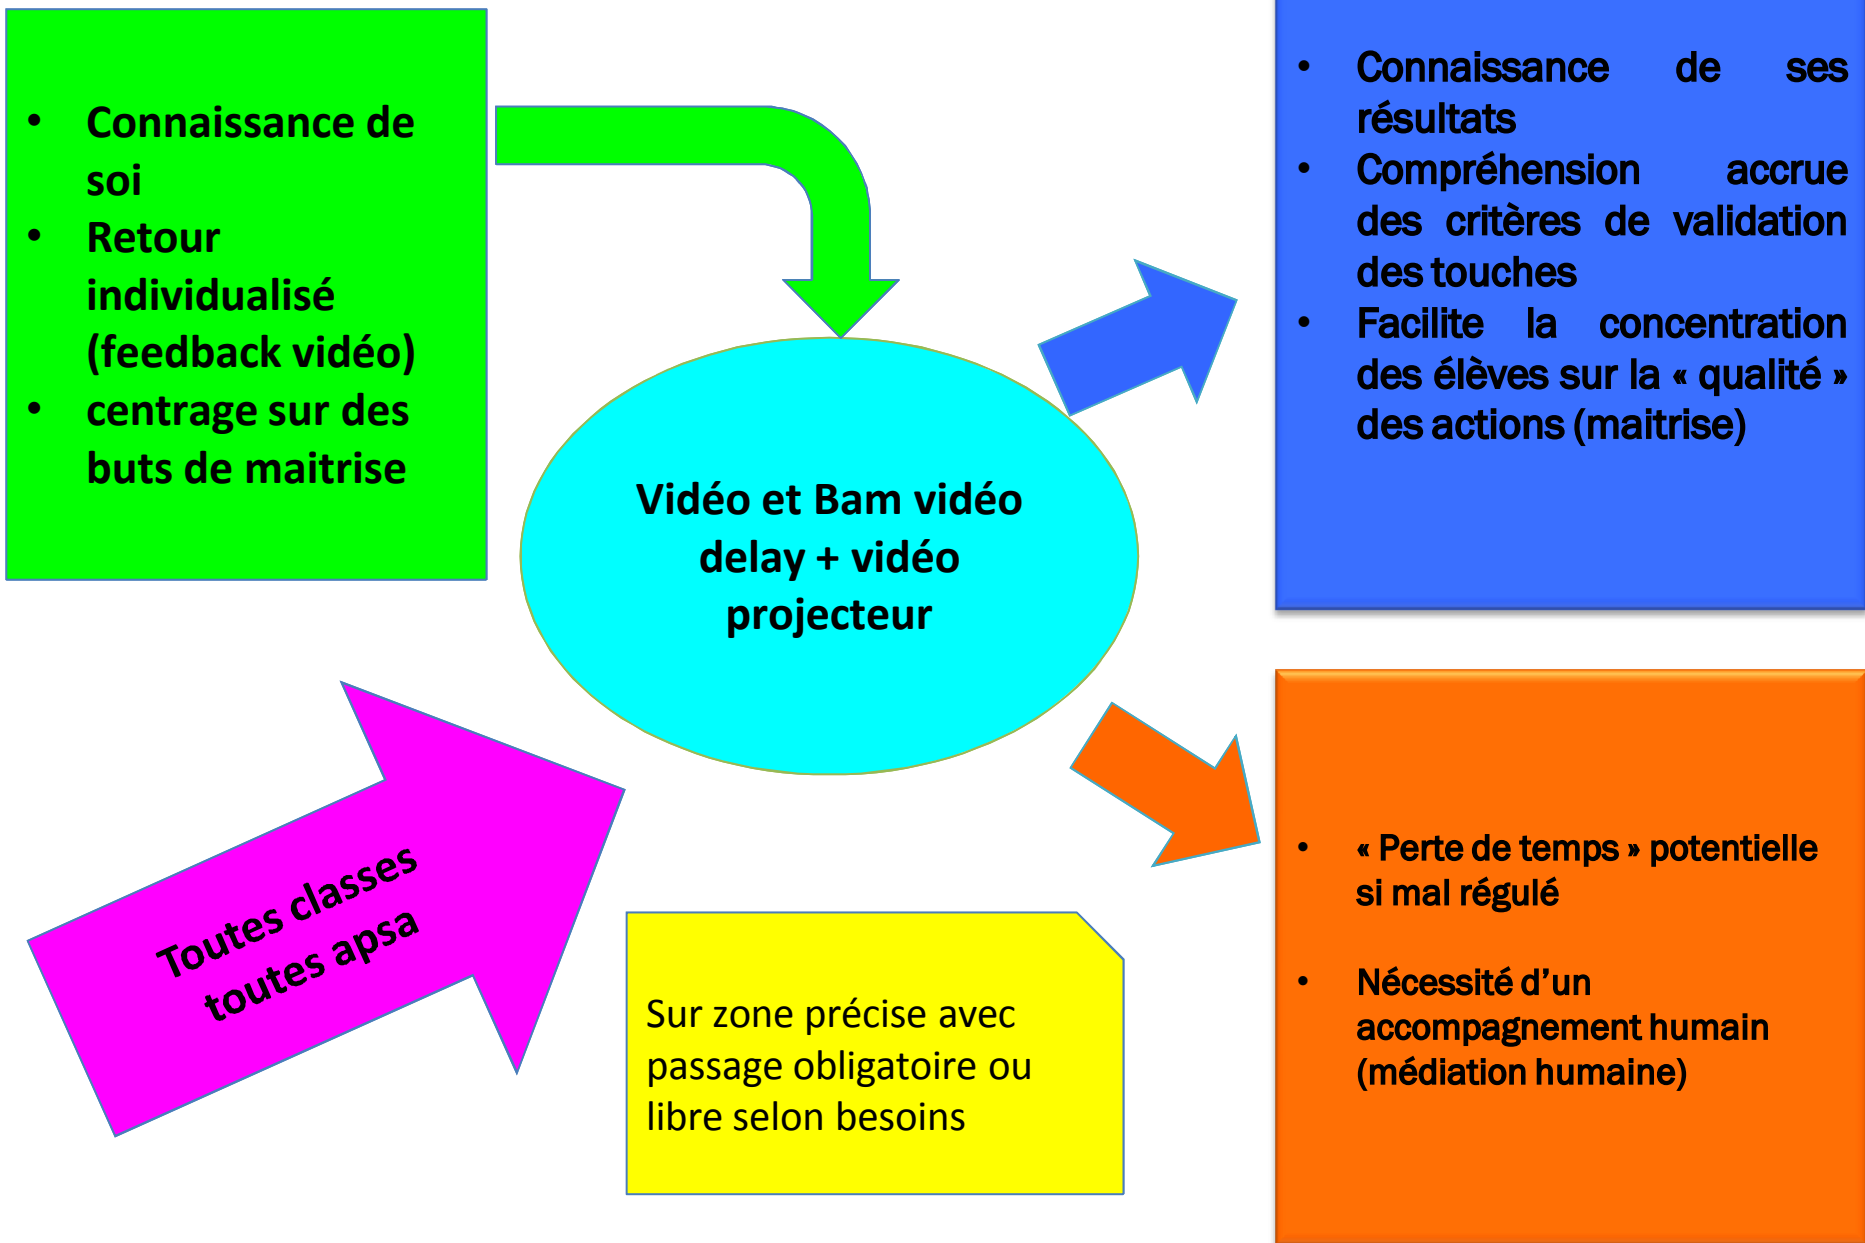 • Connaissance de
soi
• Retour
individualisé
(feedback vidéo)
• centrage sur des
buts de maitrise
Vidéo et Bam vidéo
delay + vidéo
projecteur
• Connaissance de ses
résultats
• Compréhension accrue
des critères de validation
des touches
• Facilite la concentration
des élèves sur la « qualité »
des actions (maitrise)
Toutes classes
toutes apsa
Sur zone précise avec
passage obligatoire ou
libre selon besoins
• « Perte de temps » potentielle
si mal régulé
• Nécessité d’un
accompagnement humain
(médiation humaine)